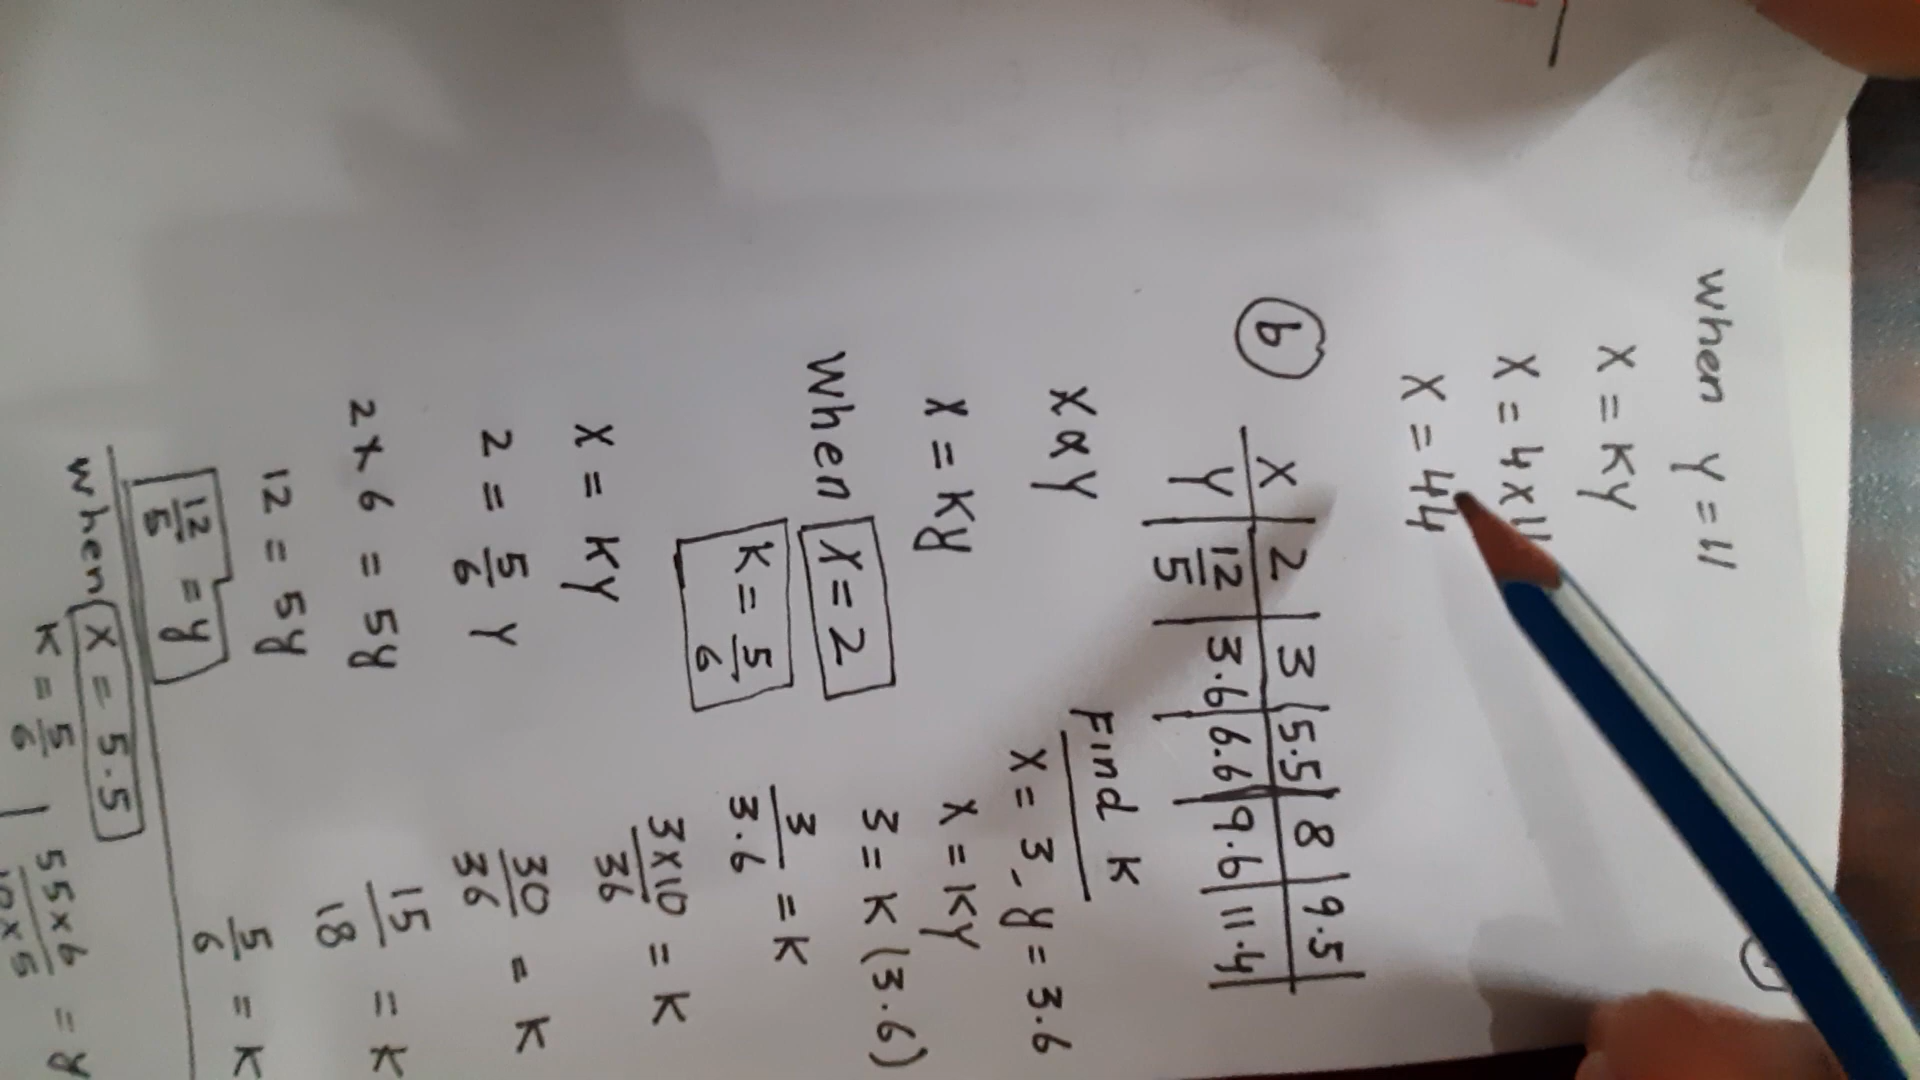 When y = 11
x = Ky
x = 4 x 11
x = 44
b
x | 2 | 3 | 5.5 | 8 | 9.5
y | 12/5 | 3.6 | 6.6 | 9.6 | 11.4
x α y
x = Ky
When x = 2
K = 5/6
x = Ky
2 = 5/6 y
2 x 6 = 5y
12 = 5y
12/5 = y
Find K
x = 3, y = 3.6
x = Ky
3 = K (3.6)
3/3.6 = K
3x10/36 = K
30/36 = K
15/18 = K
5/6 = K
When x = 5.5
K = 5/6
55x6/10x5 = y